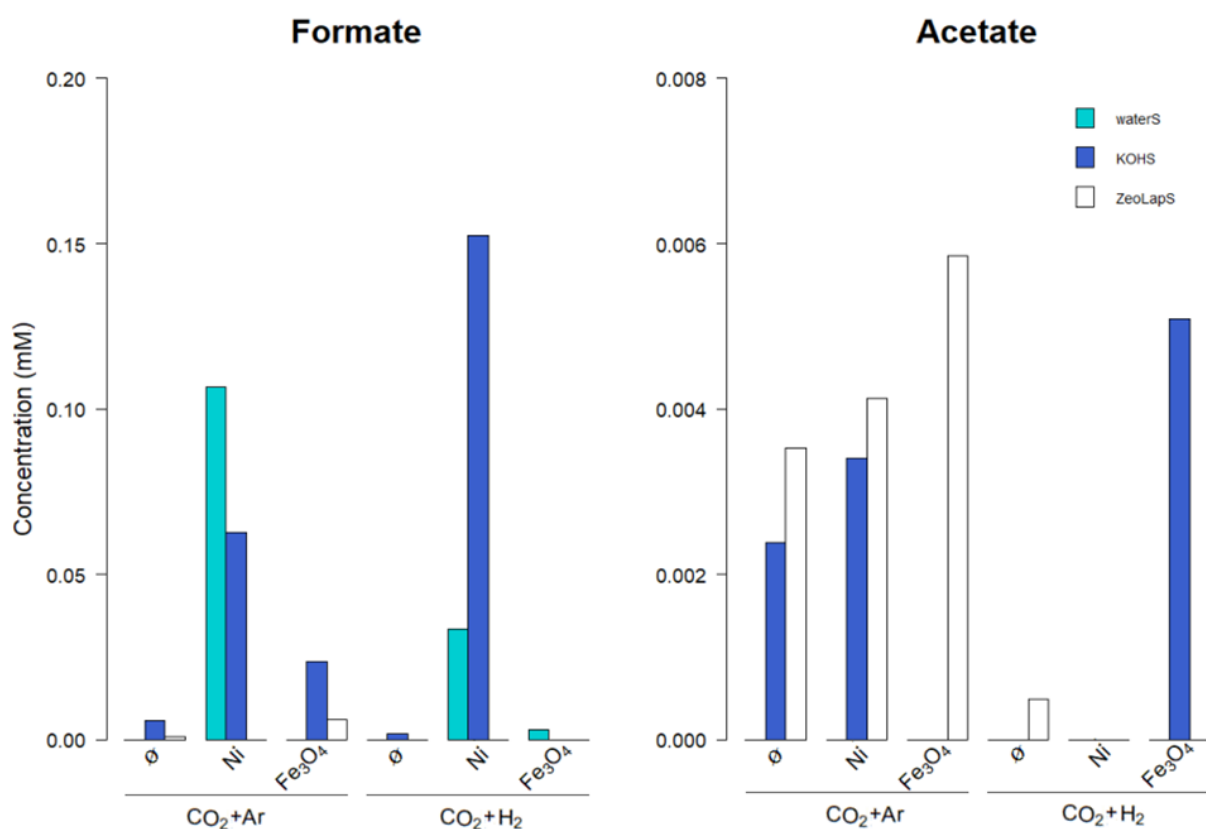 Formate
Acetate
Concentration (mM)
0.20
0.15
0.10
0.05
0.00
ø
Ni
Fe₃O₄
ø
Ni
Fe₃O₄
CO₂+Ar
CO₂+H₂
0.008
0.006
0.004
0.002
0.000
waterS
KOHS
ZeoLapS
ø
Ni
Fe₃O₄
ø
Ni
Fe₃O₄
CO₂+Ar
CO₂+H₂